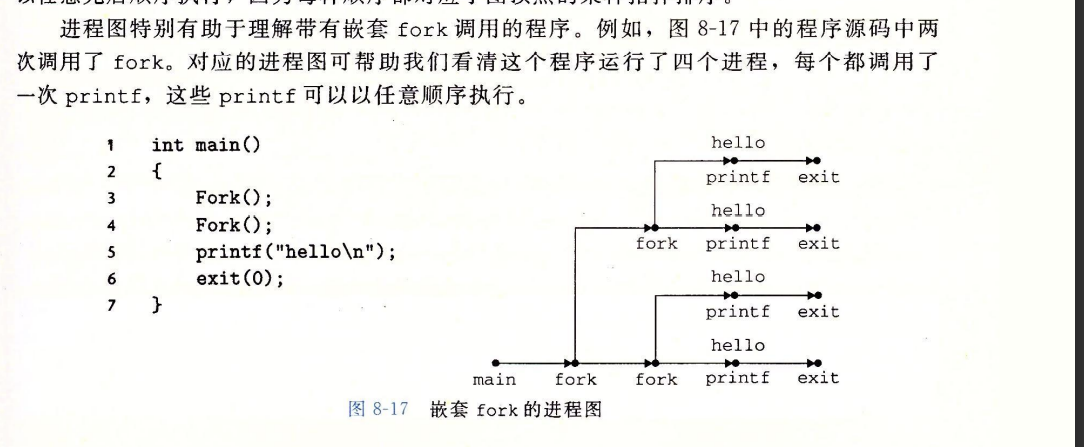 进程图特别有助于理解带有嵌套 fork 调用的程序。例如，图 8-17 中的程序源码中两
次调用了 fork。对应的进程图可帮助我们看清这个程序运行了四个进程，每个都调用了
一次 printf，这些 printf 可以以任意顺序执行。
1 int main()
2 {
3 Fork();
4 Fork();
5 printf("hello\n");
6 exit(0);
7 }
hello
printf exit
hello
fork printf exit
hello
printf exit
hello
main fork fork printf exit
图 8-17 嵌套 fork 的进程图